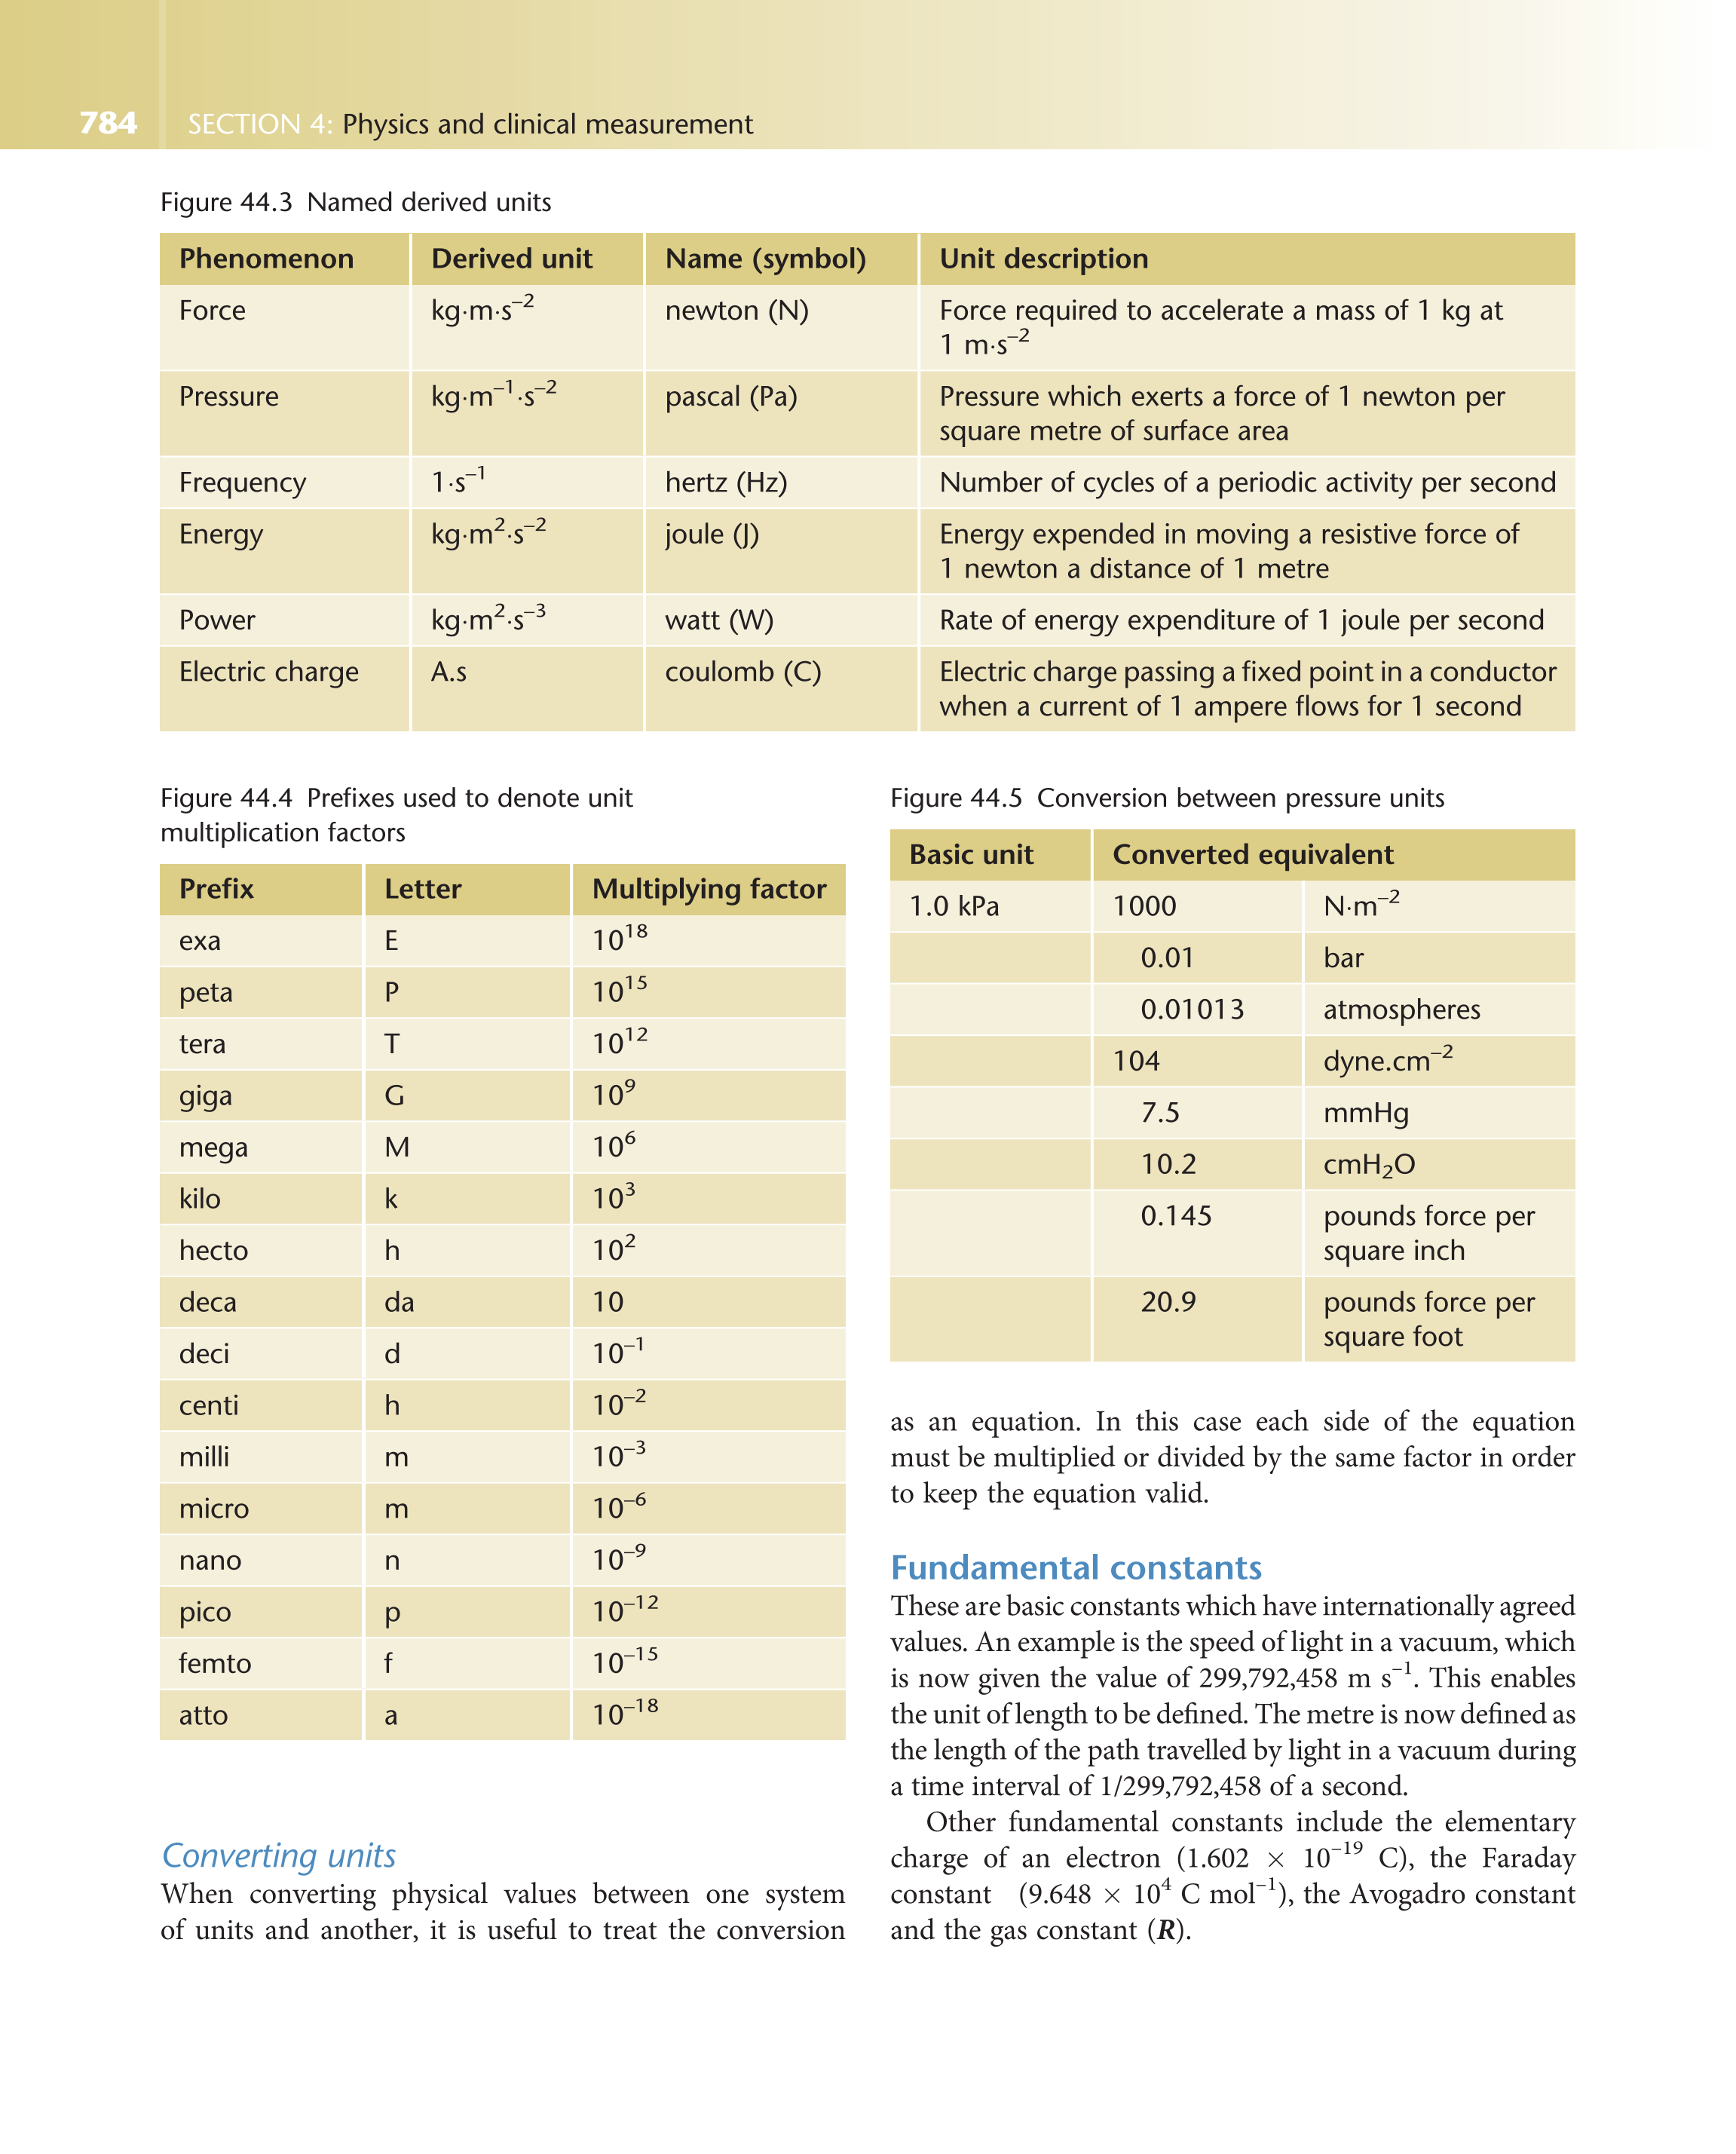 784 SECTION 4: Physics and clinical measurement
Figure 44.3 Named derived units
Phenomenon Derived unit Name (symbol) Unit description
Force kg·m·s⁻² newton (N) Force required to accelerate a mass of 1 kg at
1 m·s⁻²
Pressure kg·m⁻¹·s⁻² pascal (Pa) Pressure which exerts a force of 1 newton per
square metre of surface area
Frequency 1·s⁻¹ hertz (Hz) Number of cycles of a periodic activity per second
Energy kg·m²·s⁻² joule (J) Energy expended in moving a resistive force of
1 newton a distance of 1 metre
Power kg·m²·s⁻³ watt (W) Rate of energy expenditure of 1 joule per second
Electric charge A.s coulomb (C) Electric charge passing a fixed point in a conductor
when a current of 1 ampere flows for 1 second
Figure 44.4 Prefixes used to denote unit
multiplication factors
Prefix Letter Multiplying factor
exa E 10¹⁸
peta P 10¹⁵
tera T 10¹²
giga G 10⁹
mega M 10⁶
kilo k 10³
hecto h 10²
deca da 10
deci d 10⁻¹
centi h 10⁻²
milli m 10⁻³
micro m 10⁻⁶
nano n 10⁻⁹
pico p 10⁻¹²
femto f 10⁻¹⁵
atto a 10⁻¹⁸
Converting units
When converting physical values between one system
of units and another, it is useful to treat the conversion
Figure 44.5 Conversion between pressure units
Basic unit Converted equivalent
1.0 kPa 1000 N·m⁻²
0.01 bar
0.01013 atmospheres
104 dyne.cm⁻²
7.5 mmHg
10.2 cmH₂O
0.145 pounds force per
square inch
20.9 pounds force per
square foot
as an equation. In this case each side of the equation
must be multiplied or divided by the same factor in order
to keep the equation valid.
Fundamental constants
These are basic constants which have internationally agreed
values. An example is the speed of light in a vacuum, which
is now given the value of 299,792,458 m s⁻¹. This enables
the unit of length to be defined. The metre is now defined as
the length of the path travelled by light in a vacuum during
a time interval of 1/299,792,458 of a second.
Other fundamental constants include the elementary
charge of an electron (1.602 × 10⁻¹⁹ C), the Faraday
constant (9.648 × 10⁴ C mol⁻¹), the Avogadro constant
and the gas constant (R).